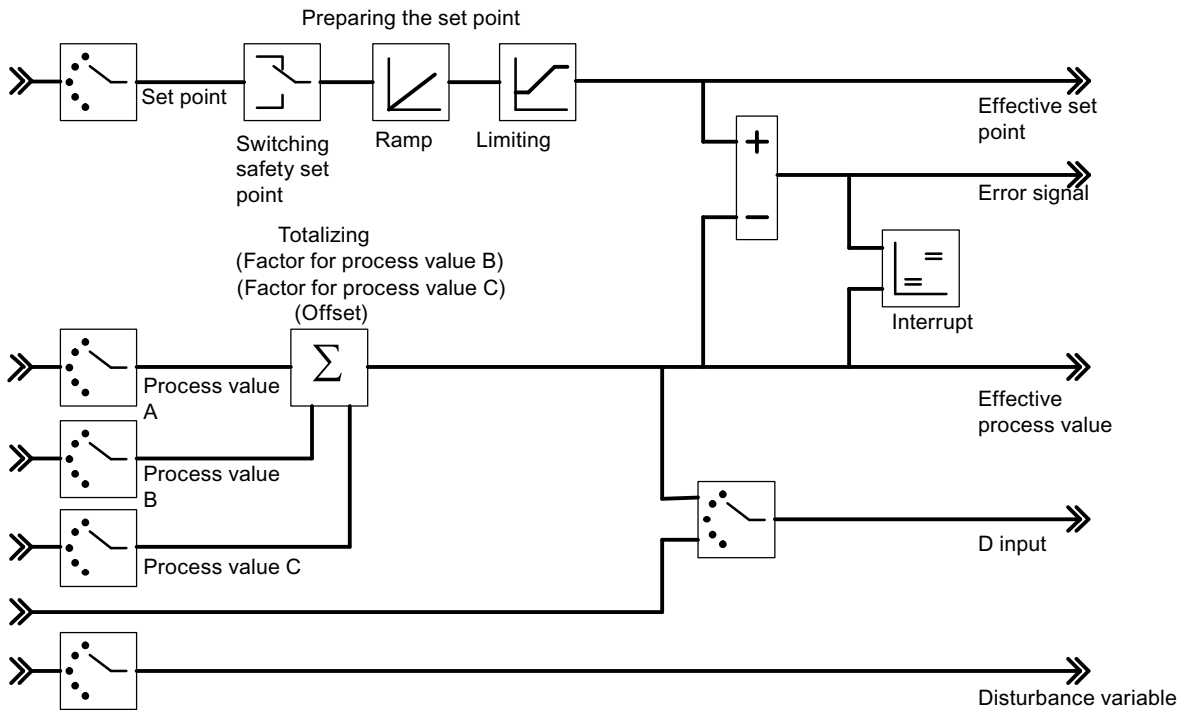 Preparing the set point
Set point
Switching
safety set
point
Ramp
Limiting
+
−
Effective set
point
Error signal
Interrupt
Totalizing
(Factor for process value B)
(Factor for process value C)
(Offset)
Σ
Process value
A
Process value
B
Process value C
Effective
process value
D input
Disturbance variable